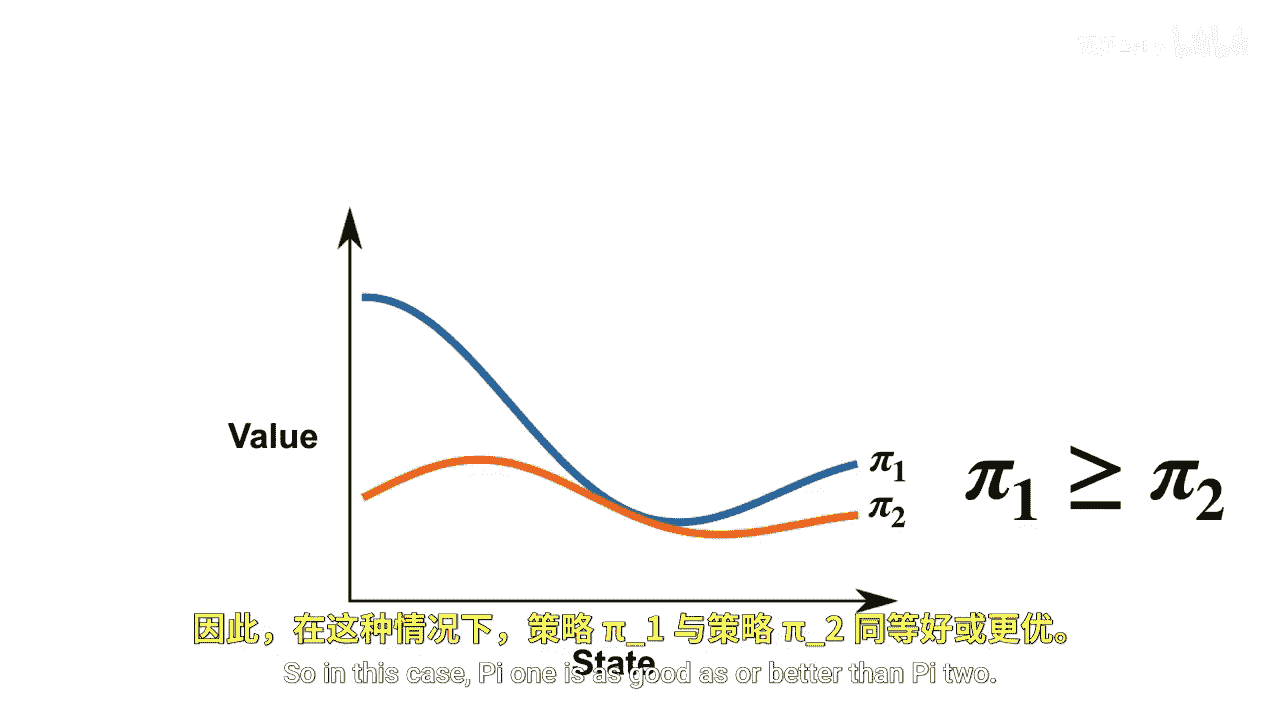 Value
π₁
π₂
π₁ ≥ π₂
State
因此，在这种情况下，策略 π_1 与策略 π_2 同等好或更优。
So in this case, Pi one is as good as or better than Pi two.